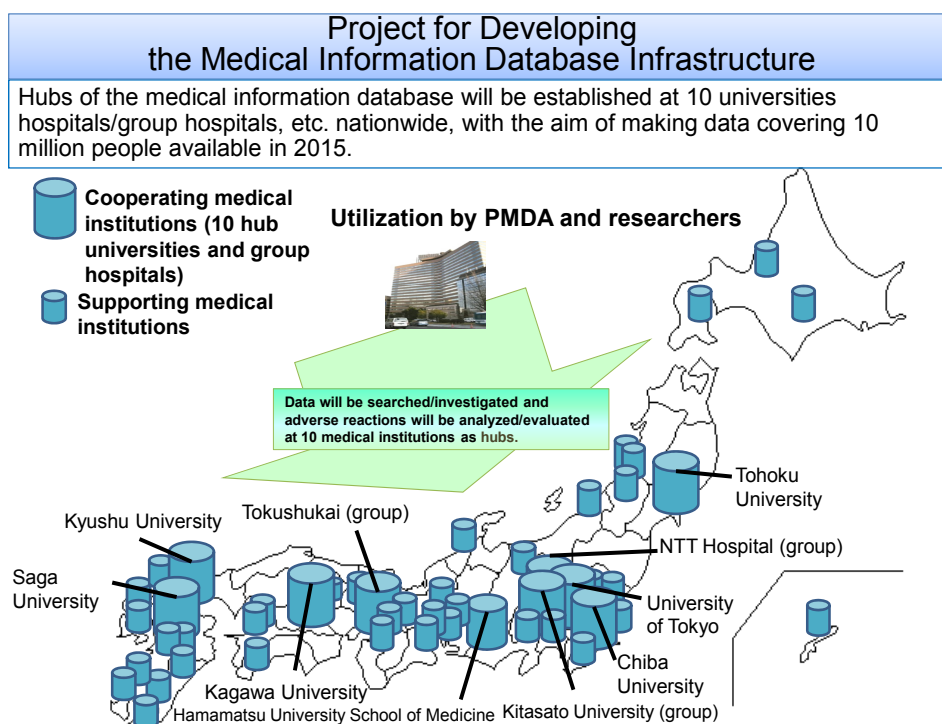 Project for Developing
the Medical Information Database Infrastructure
Hubs of the medical information database will be established at 10 universities
hospitals/group hospitals, etc. nationwide, with the aim of making data covering 10
million people available in 2015.
Cooperating medical
institutions (10 hub
universities and group
hospitals)
Supporting medical
institutions
Utilization by PMDA and researchers
Data will be searched/investigated and
adverse reactions will be analyzed/evaluated
at 10 medical institutions as hubs.
Tohoku
University
Kyushu University
Tokushukai (group)
NTT Hospital (group)
Saga
University
University
of Tokyo
Chiba
University
Kagawa University
Hamamatsu University School of Medicine
Kitasato University (group)